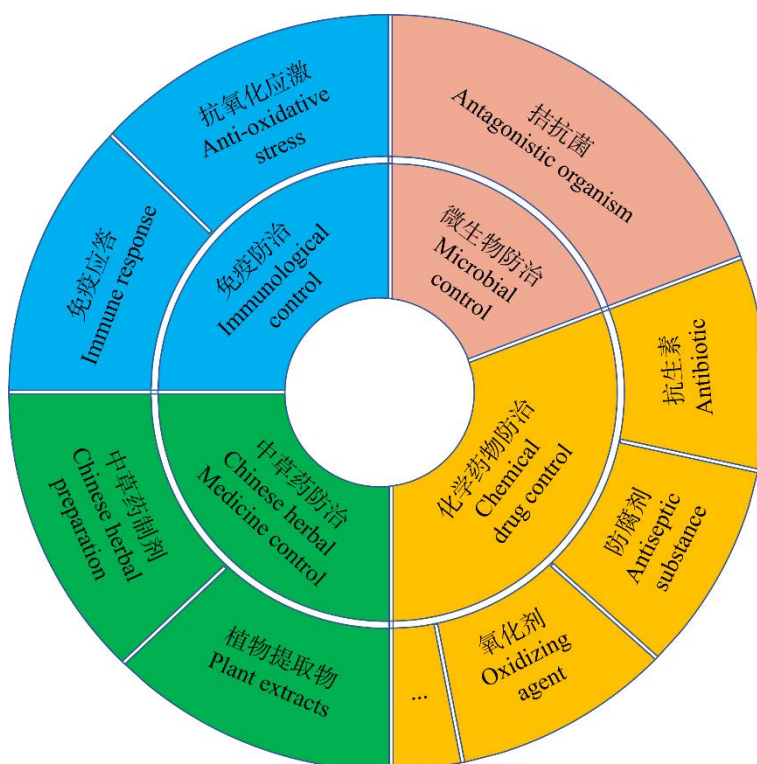 抗氧化应激
Anti-oxidative
stress
拮抗菌
Antagonistic organism
免疫应答
Immune response
免疫防治
Immunological
control
微生物防治
Microbial
control
抗生素
Antibiotic
中草药制剂
Chinese herbal
preparation
中草药防治
Chinese herbal
Medicine control
化学药物防治
Chemical
drug control
防腐剂
Antiseptic
substance
植物提取物
Plant extracts
氧化剂
Oxidizing
agent
...